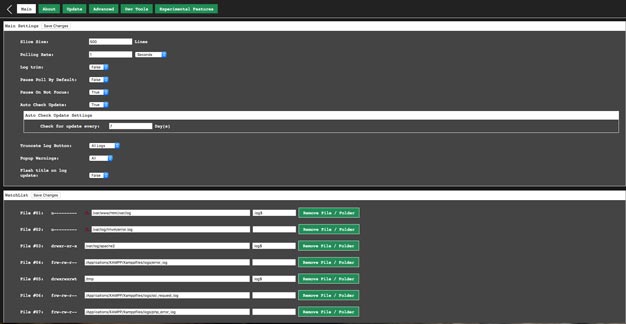 Main About Update Advanced Dev Tools Experimental Features
Main Settings Save Changes
Slice Size: 500 Lines
Polling Rate: Seconds
Log trim: False
Pause Poll By Default: False
Pause On Not Focus: True
Auto Check Update: True
Auto Check Update Settings
Check for update every: Day(s)
Truncate Log Button: All Logs
Popup Warnings: All
Flash title on log
update: False
WatchList Save Changes
File #01: u--------- /var/www/html/var/log .log$ Remove File / Folder
File #02: u--------- Remove File / Folder
File #03: drwxr-xr-x /var/log/apache2 .log$ Remove File / Folder
File #04: frw-rw-r-- /Applications/XAMPP/xamppfiles/logs/error_log Remove File / Folder
File #05: drwxrwxrwt /tmp .log$ Remove File / Folder
File #06: frw-rw-r-- /Applications/XAMPP/xamppfiles/logs/ssl_request_log Remove File / Folder
File #07: frw-rw-r-- /Applications/XAMPP/xamppfiles/logs/php_error_log Remove File / Folder